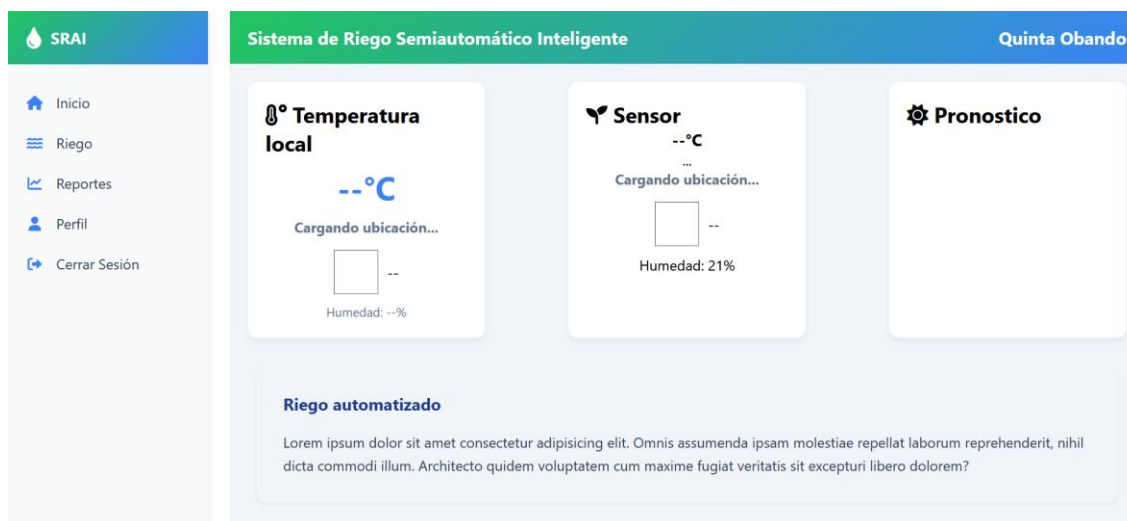 SRAI
Inicio
Riego
Reportes
Perfil
Cerrar Sesión
Sistema de Riego Semiautomático Inteligente
Quinta Obando
Temperatura
local
--°C
Cargando ubicación...
--
Humedad: --%
Sensor
--°C
...
Cargando ubicación...
--
Humedad: 21%
Pronostico
Riego automatizado
Lorem ipsum dolor sit amet consectetur adipisicing elit. Omnis assumenda ipsam molestiae repellat laborum reprehenderit, nihil
dicta commodi illum. Architecto quidem voluptatem cum maxime fugiat veritatis sit excepturi libero dolorem?